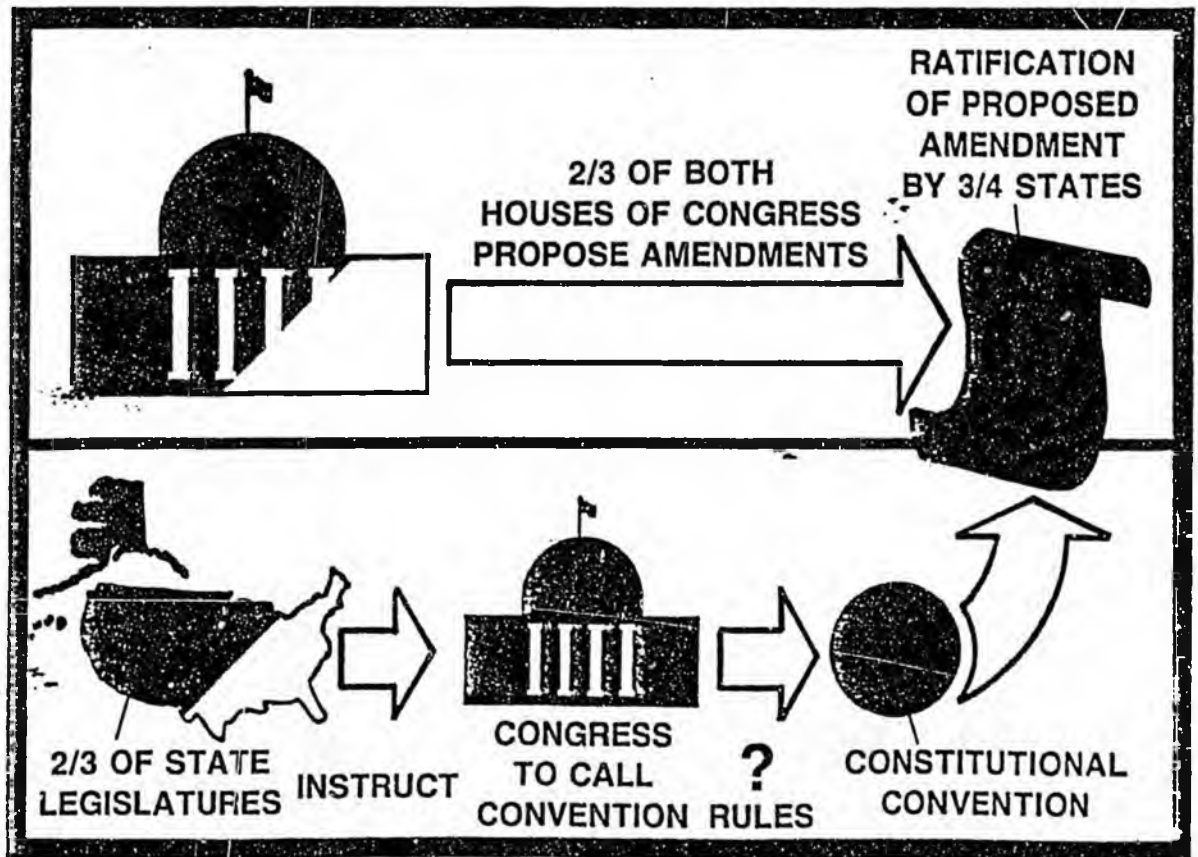 RATIFICATION
OF PROPOSED
AMENDMENT
BY 3/4 STATES
2/3 OF BOTH
HOUSES OF CONGRESS
PROPOSE AMENDMENTS
2/3 OF STATE
LEGISLATURES
INSTRUCT
CONGRESS
TO CALL
CONVENTION
?
RULES
CONSTITUTIONAL
CONVENTION